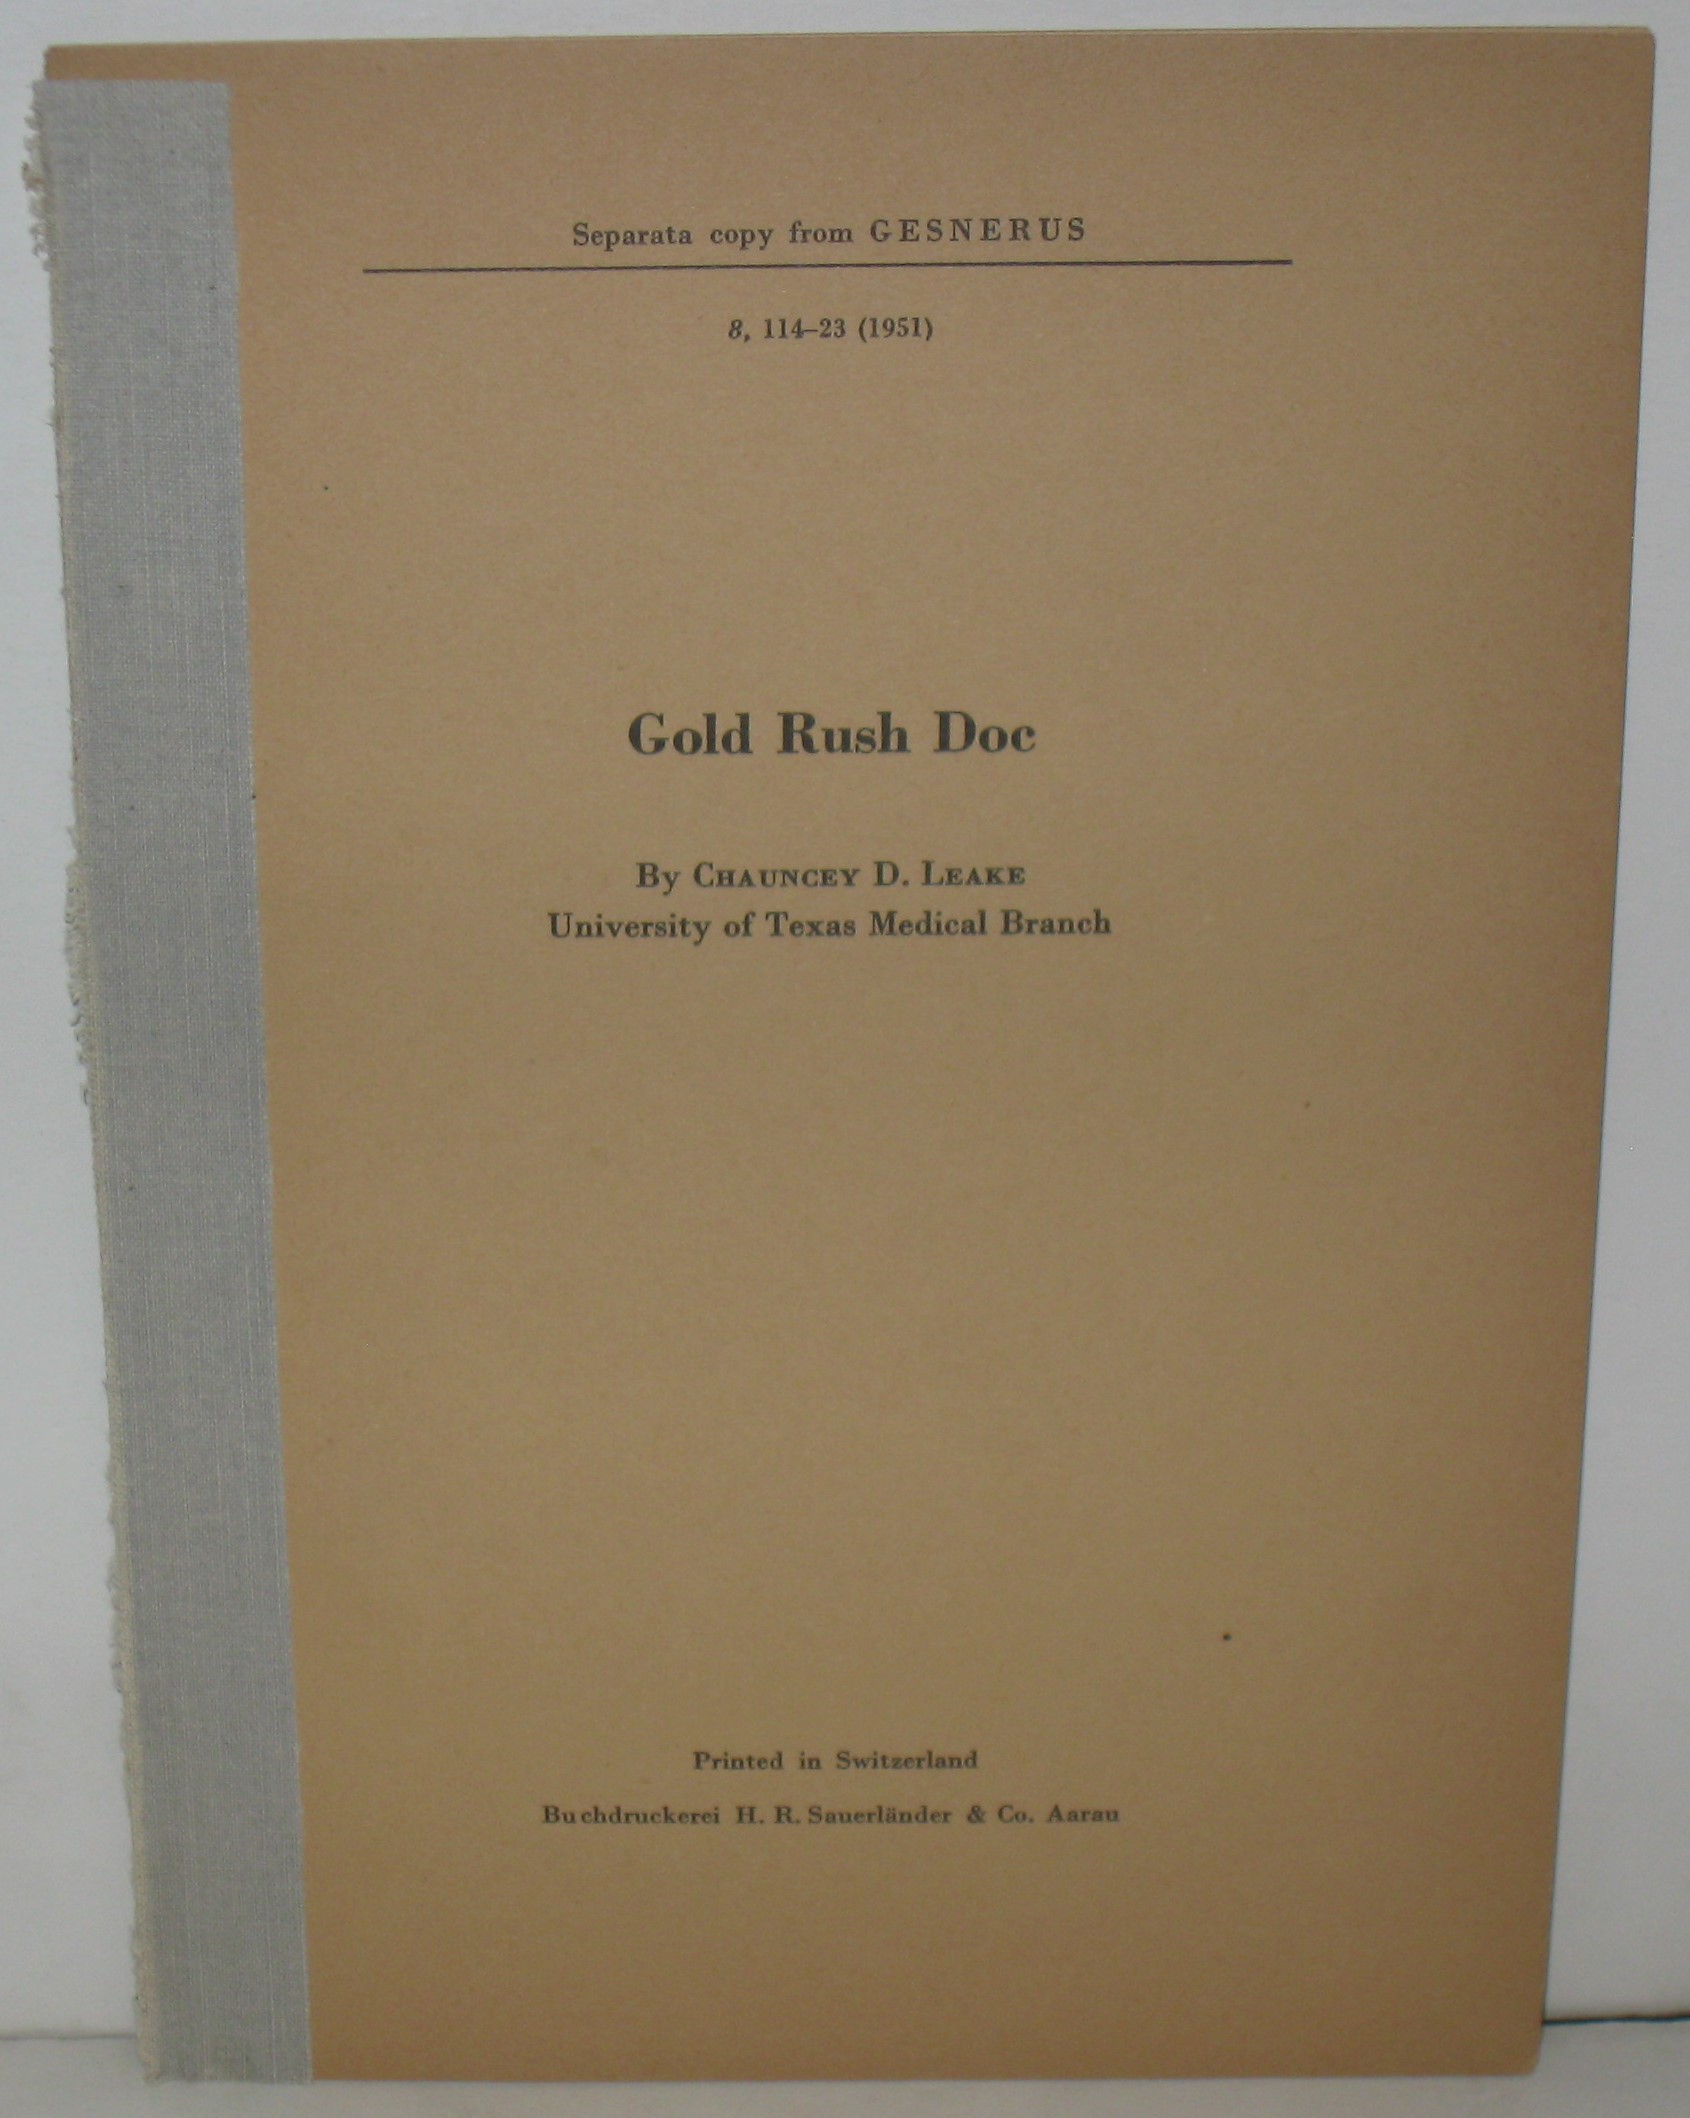 Separata copy from GESNERUS
8, 114–23 (1951)
Gold Rush Doc
By CHAUNCEY D. LEAKE
University of Texas Medical Branch
Printed in Switzerland
Buchdruckerei H. R. Sauerländer & Co. Aarau